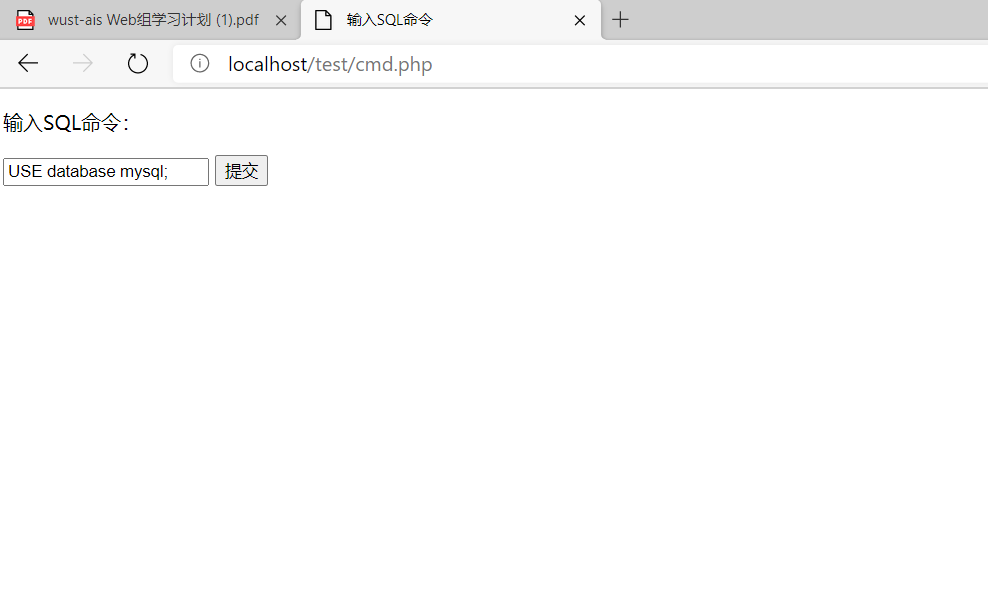 wust-ais Web组学习计划 (1).pdf
输入SQL命令
localhost/test/cmd.php
输入SQL命令：
USE database mysql;
提交